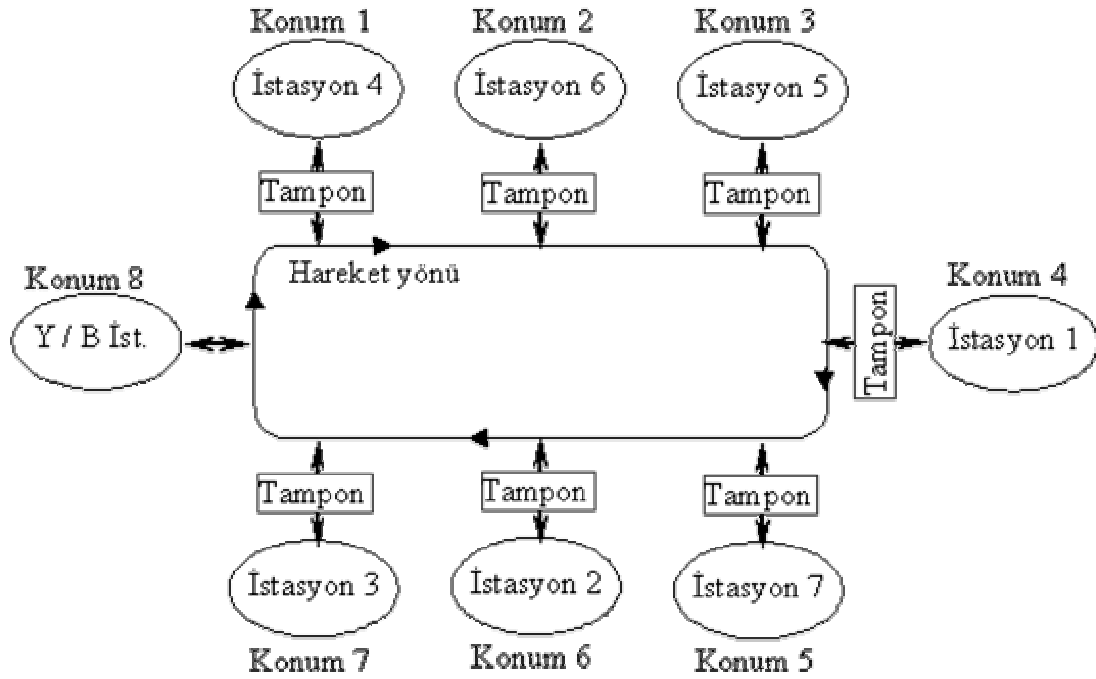 Konum 1
Konum 2
Konum 3
İstasyon 4
İstasyon 6
İstasyon 5
Tampon
Tampon
Tampon
Hareket yönü
Konum 8
Y / B İst.
Konum 4
İstasyon 1
Tampon
Tampon
Tampon
Tampon
İstasyon 3
İstasyon 2
İstasyon 7
Konum 7
Konum 6
Konum 5